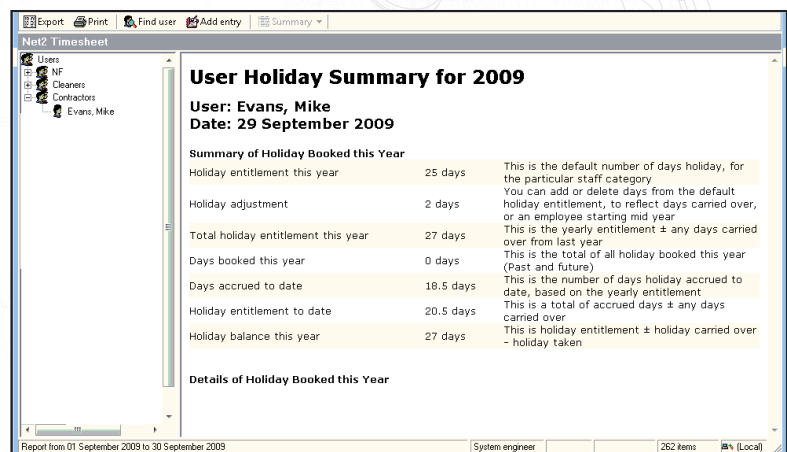 Export Print Find user Add entry Summary
Net2 Timesheet
Users
NF
Cleaners
Contractors
Evans, Mike
User Holiday Summary for 2009
User: Evans, Mike
Date: 29 September 2009
Summary of Holiday Booked this Year
Holiday entitlement this year 25 days This is the default number of days holiday, for
the particular staff category
Holiday adjustment 2 days You can add or delete days from the default
holiday entitlement, to reflect days carried over,
or an employee starting mid year
Total holiday entitlement this year 27 days This is the yearly entitlement ± any days carried
over from last year
Days booked this year 0 days This is the total of all holiday booked this year
(Past and future)
Days accrued to date 18.5 days This is the number of days holiday accrued to
date, based on the yearly entitlement
Holiday entitlement to date 20.5 days This is a total of accrued days ± any days
carried over
Holiday balance this year 27 days This is holiday entitlement ± holiday carried over
- holiday taken
Details of Holiday Booked this Year
Report from 01 September 2009 to 30 September 2009 System engineer 262 items (Local)